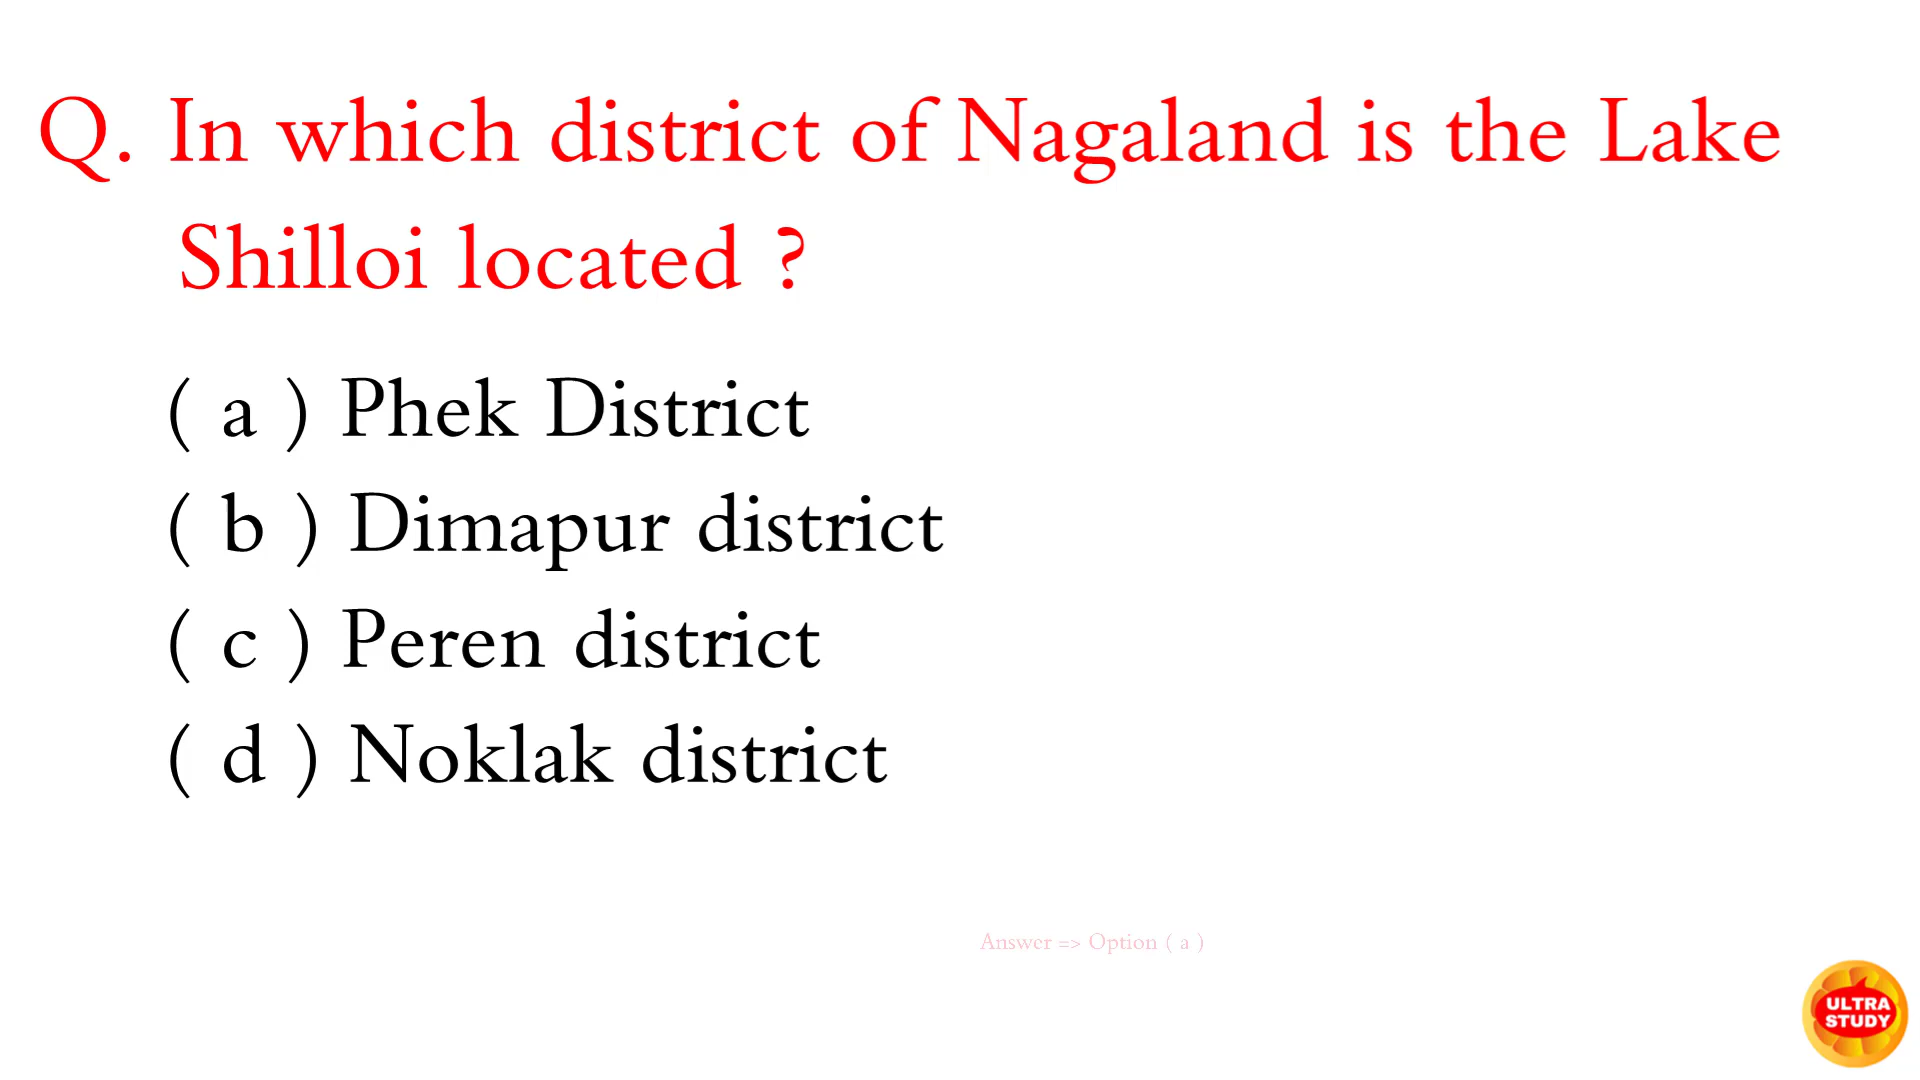 Q. In which district of Nagaland is the Lake
Shilloi located ?
( a ) Phek District
( b ) Dimapur district
( c ) Peren district
( d ) Noklak district
Answer => Option ( a )
ULTRA
STUDY